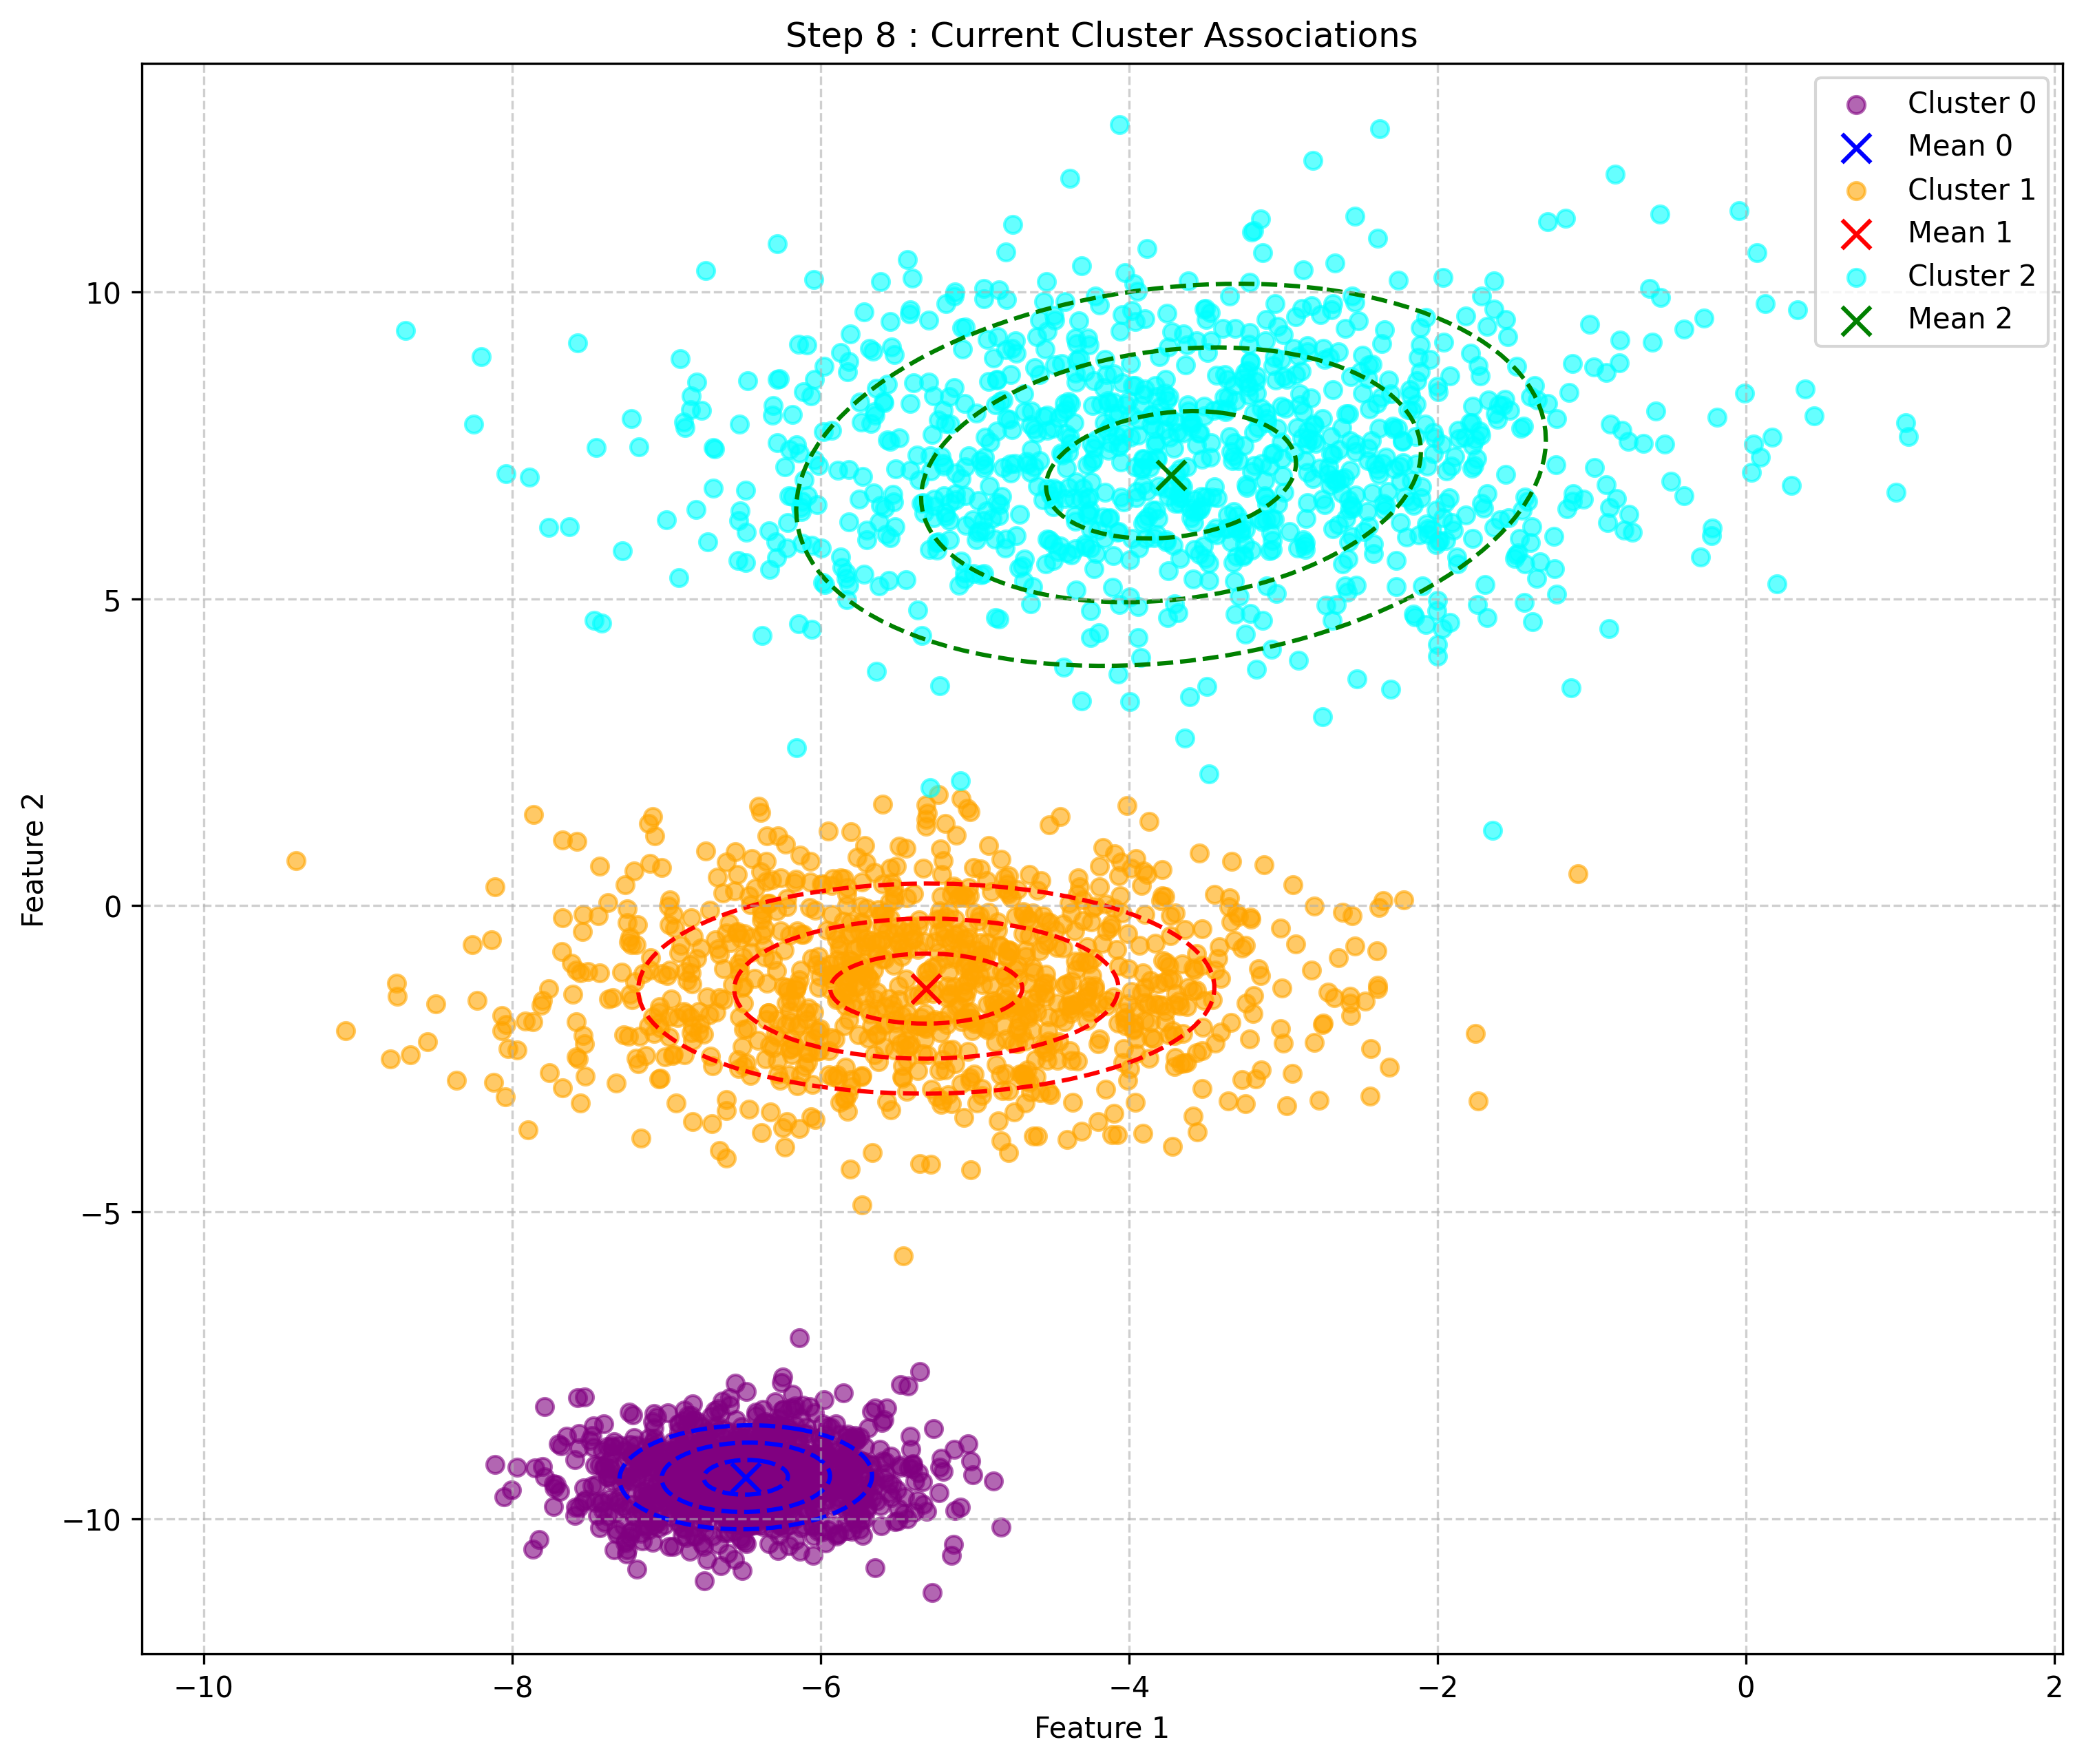 Step 8 : Current Cluster Associations
Cluster 0
Mean 0
Cluster 1
Mean 1
Cluster 2
Mean 2
10
5
0
−5
−10
Feature 2
−10
−8
−6
−4
−2
0
2
Feature 1